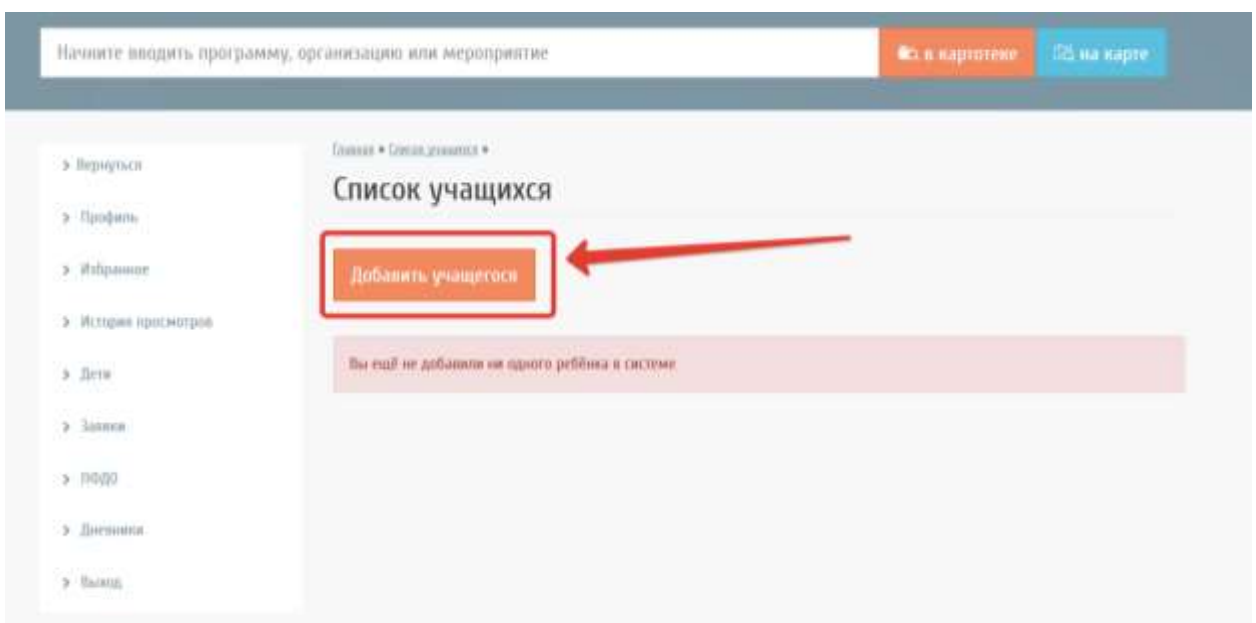 Начните вводить программу, организацию или мероприятие
в картотеке
на карте
> Вернуться
> Профиль
> Избранное
> История просмотров
> Дети
> Заявки
> ПФДО
> Дневники
> Выход
Главная • Список учащихся •
Список учащихся
Добавить учащегося
Вы ещё не добавили ни одного ребёнка в системе